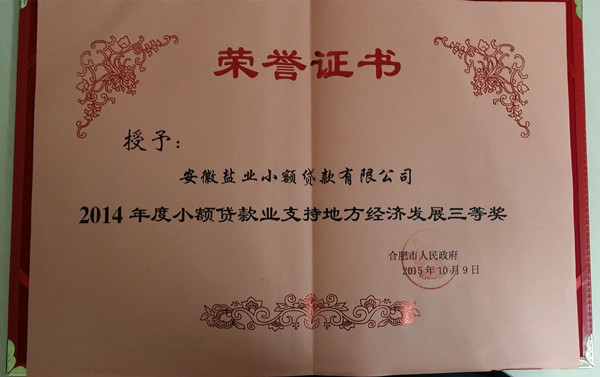 荣誉证书
授予：
安徽盐业小额贷款有限公司
2014年度小额贷款业支持地方经济发展三等奖
合肥市人民政府
2015年10月9日